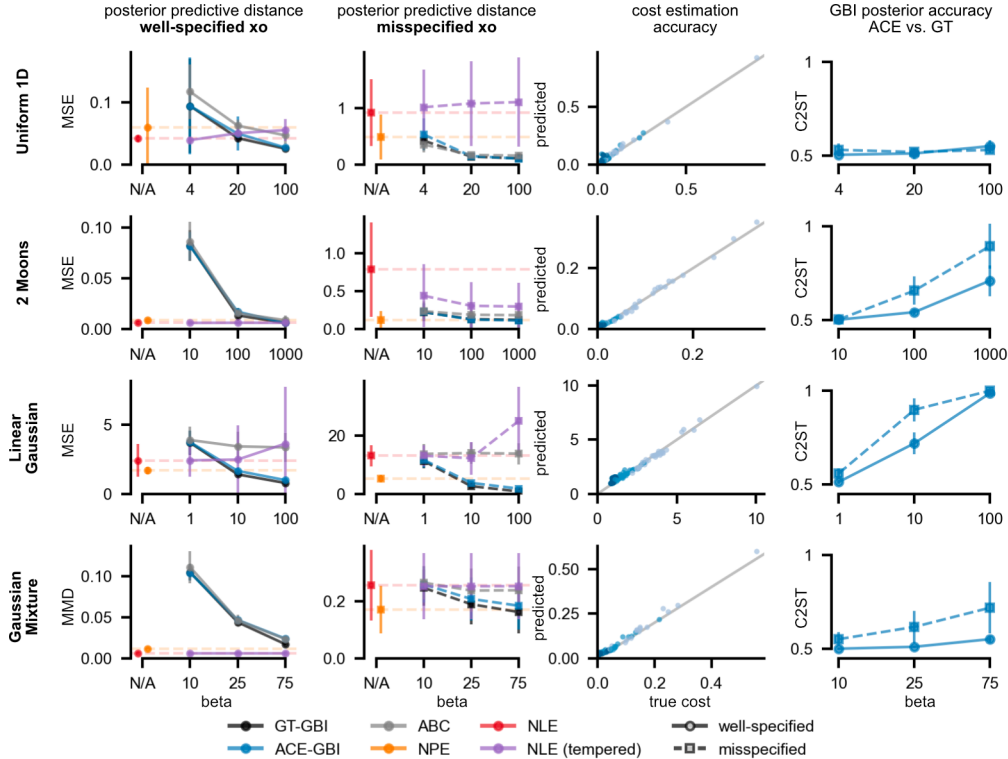 posterior predictive distance
well-specified xo
posterior predictive distance
misspecified xo
cost estimation
accuracy
GBI posterior accuracy
ACE vs. GT
Uniform 1D
MSE
0.1
0.0
N/A
4
20
100
1
0
N/A
4
20
100
predicted
0.5
0.0
0.0
0.5
C2ST
1
0.5
4
20
100
2 Moons
MSE
0.10
0.05
0.00
N/A
10
100
1000
1.0
0.5
0.0
N/A
10
100
1000
predicted
0.2
0.0
0.0
0.2
C2ST
1
0.5
10
100
1000
Linear
Gaussian
MSE
5
0
N/A
1
10
100
20
0
N/A
1
10
100
predicted
10
5
0
0
5
10
C2ST
1
0.5
1
10
100
Gaussian
Mixture
MMD
0.10
0.05
0.00
N/A
10
25
75
beta
0.2
0.0
N/A
10
25
75
beta
predicted
0.50
0.25
0.00
0.0
0.2
0.4
true cost
C2ST
1
0.5
10
25
75
beta
GT-GBI
ABC
NLE
well-specified
ACE-GBI
NPE
NLE (tempered)
misspecified